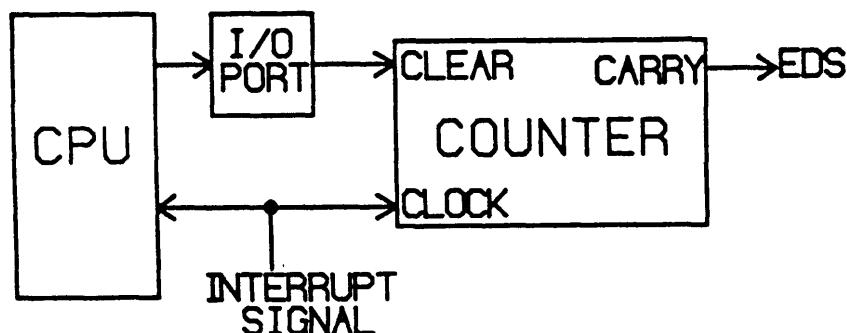 CPU
I/O
PORT
CLEAR
CARRY
EDS
COUNTER
CLOCK
INTERRUPT
SIGNAL